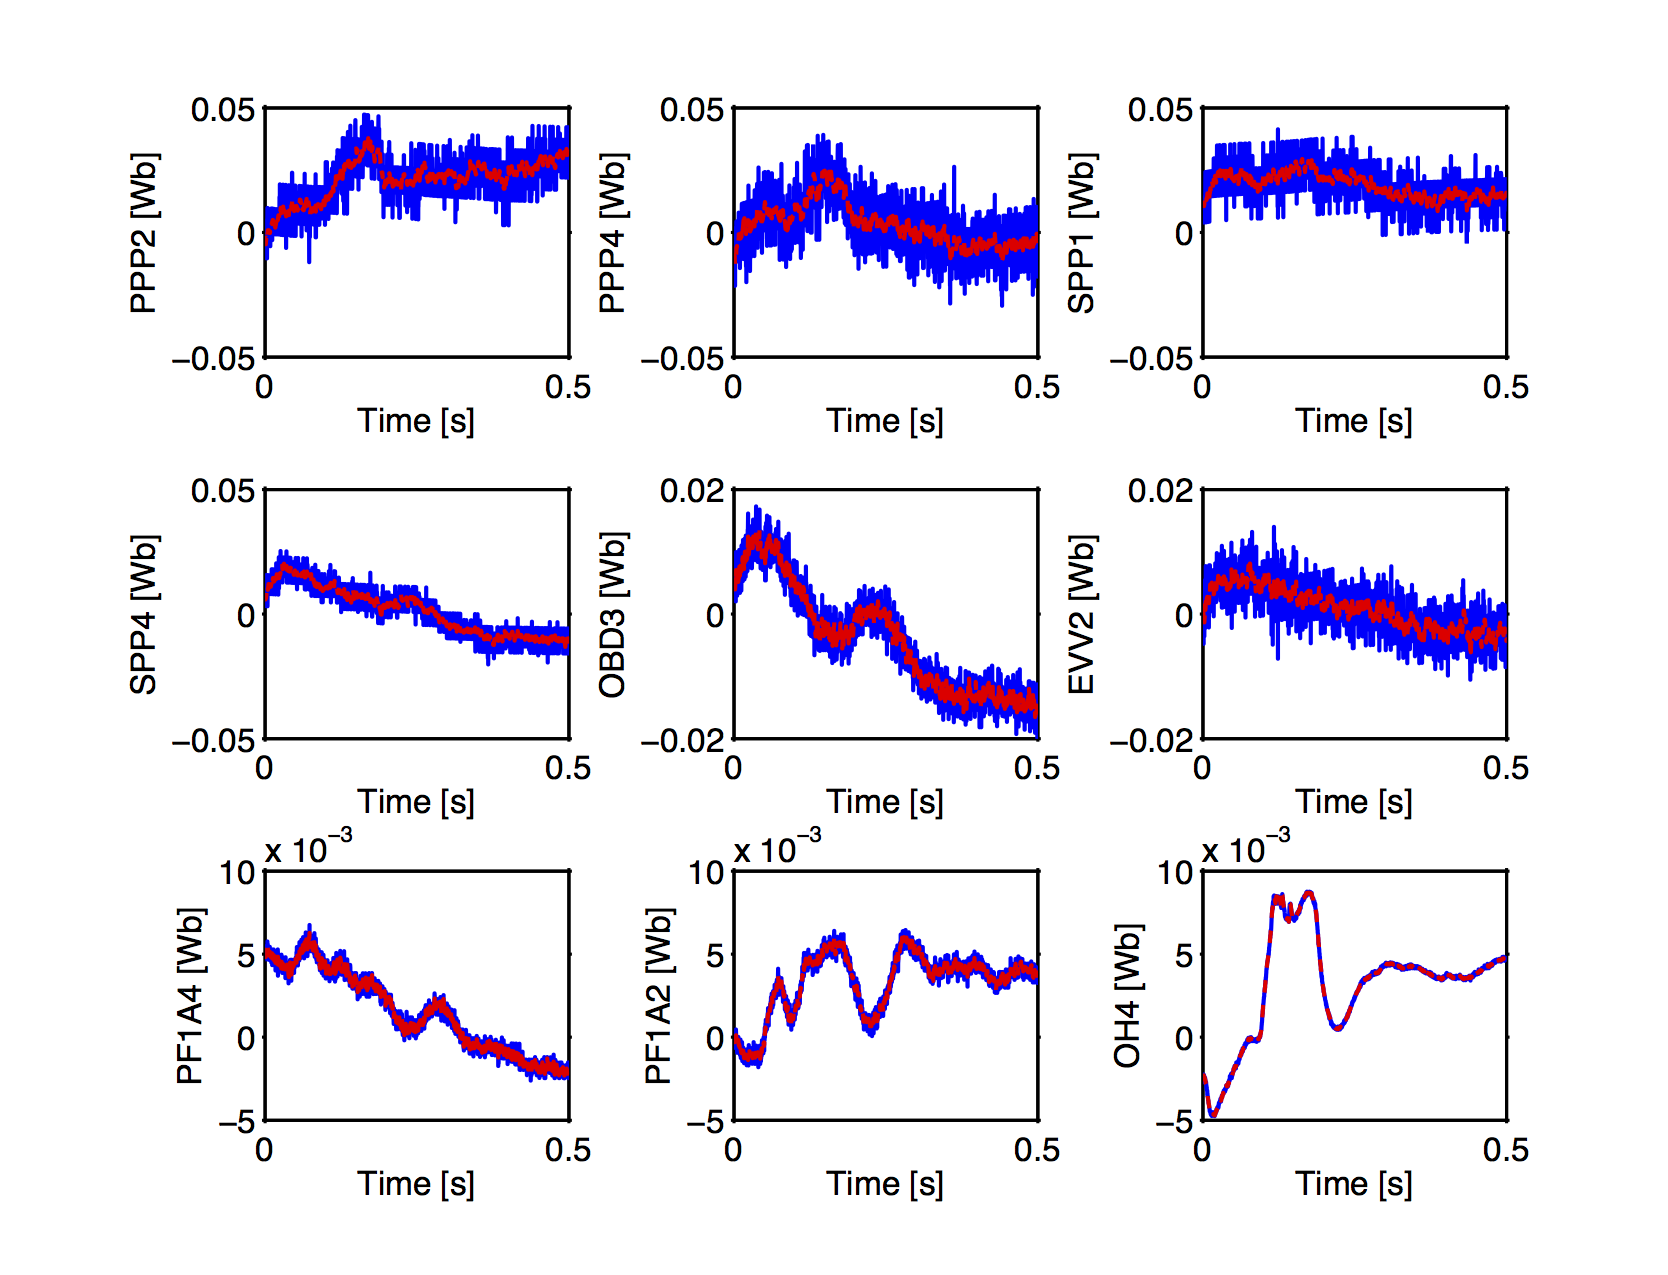 0.05 0.05 0.05
PPP2 [Wb] PPP4 [Wb] SPP1 [Wb]
0 0 0
−0.05 −0.05 −0.05
0 0.5 0 0.5 0 0.5
Time [s] Time [s] Time [s]
0.05 0.02 0.02
SPP4 [Wb] OBD3 [Wb] EVV2 [Wb]
0 0 0
−0.05 −0.02 −0.02
0 0.5 0 0.5 0 0.5
Time [s] Time [s] Time [s]
x 10−3 x 10−3 x 10−3
10 10 10
PF1A4 [Wb] PF1A2 [Wb] OH4 [Wb]
5 5 5
0 0 0
−5 −5 −5
0 0.5 0 0.5 0 0.5
Time [s] Time [s] Time [s]